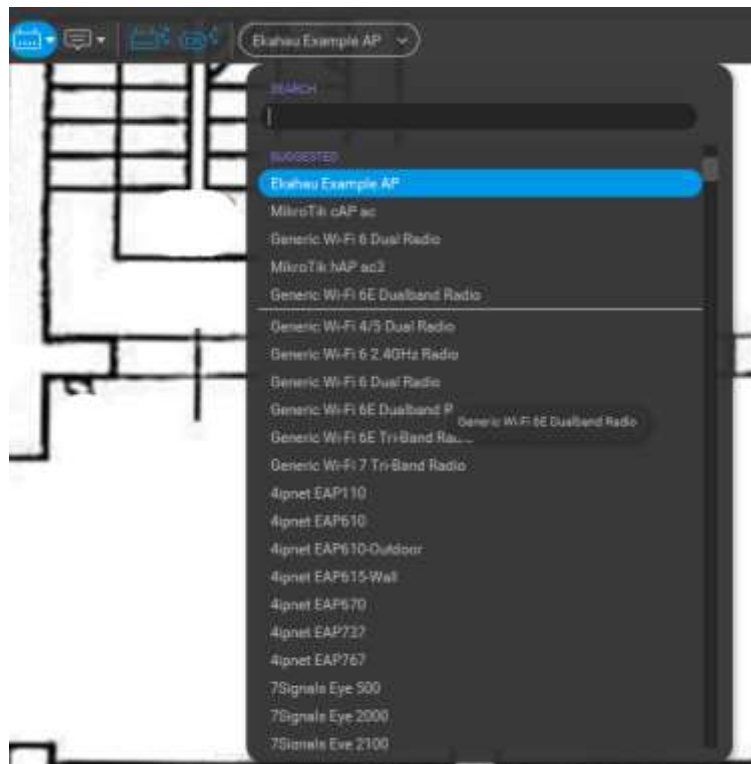 Ekahau Example AP
SEARCH
SUGGESTED
Ekahau Example AP
MikroTik cAP ac
Generic Wi-Fi 6 Dual Radio
MikroTik hAP ac3
Generic Wi-Fi 6E Dualband Radio
Generic Wi-Fi 4/5 Dual Radio
Generic Wi-Fi 6 2.4GHz Radio
Generic Wi-Fi 6 Dual Radio
Generic Wi-Fi 6E Dualband
Generic Wi-Fi 6E Dualband Radio
Generic Wi-Fi 6E Tri-Band Radio
Generic Wi-Fi 7 Tri-Band Radio
4ipnet EAP110
4ipnet EAP610
4ipnet EAP610-Outdoor
4ipnet EAP615-Wall
4ipnet EAP670
4ipnet EAP737
4ipnet EAP767
7Signals Eye 500
7Signals Eye 2000
7Signals Eye 2100